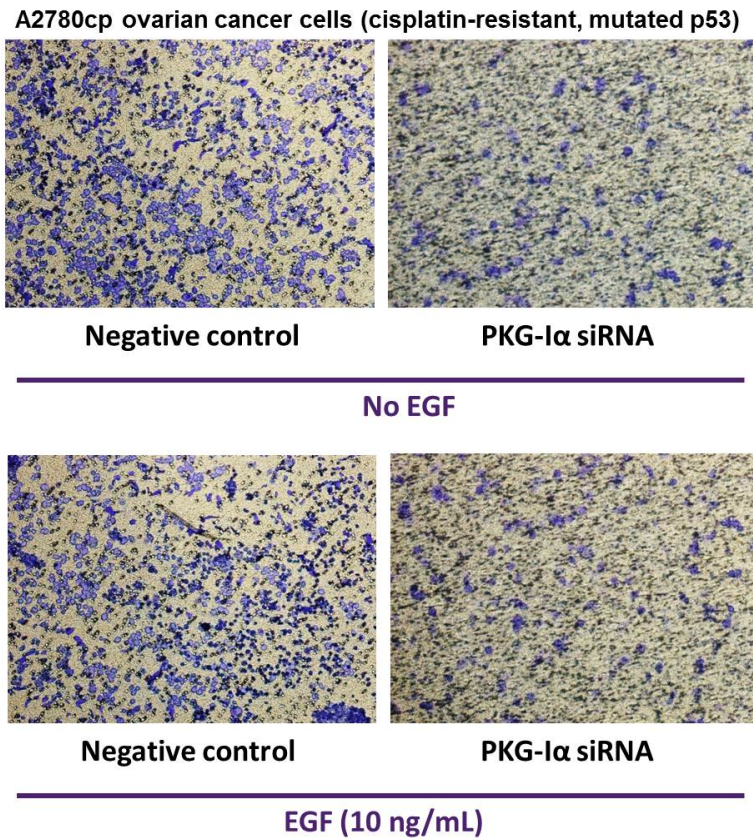 A2780cp ovarian cancer cells (cisplatin-resistant, mutated p53)
Negative control
PKG-Iα siRNA
No EGF
Negative control
PKG-Iα siRNA
EGF (10 ng/mL)